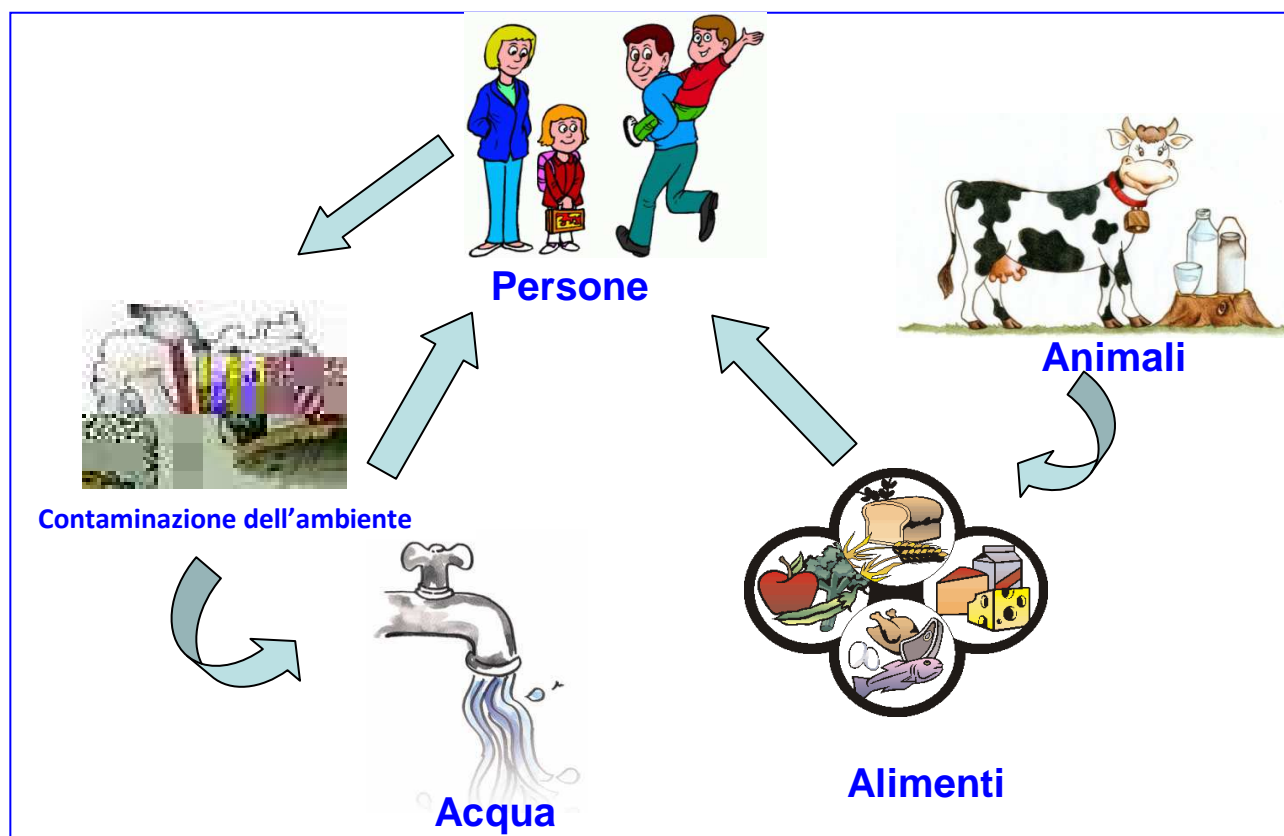 Persone
Animali
Contaminazione dell’ambiente
Alimenti
Acqua